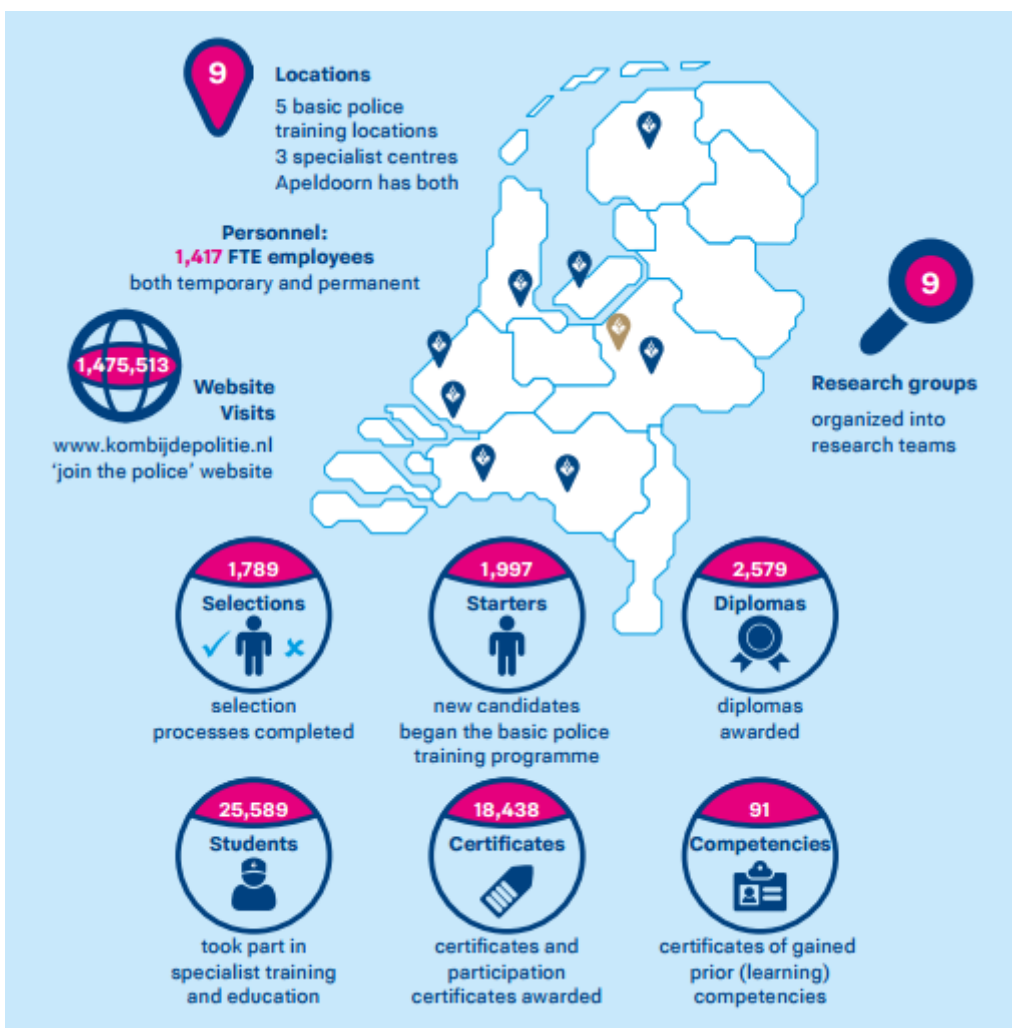 9
Locations
5 basic police
training locations
3 specialist centres
Apeldoorn has both
Personnel:
1,417 FTE employees
both temporary and permanent
1,475,513
Website
Visits
www.kombijdepolitie.nl
‘join the police’ website
9
Research groups
organized into
research teams
1,789
Selections
selection
processes completed
1,997
Starters
new candidates
began the basic police
training programme
2,579
Diplomas
diplomas
awarded
25,589
Students
took part in
specialist training
and education
18,438
Certificates
certificates and
participation
certificates awarded
91
Competencies
certificates of gained
prior (learning)
competencies